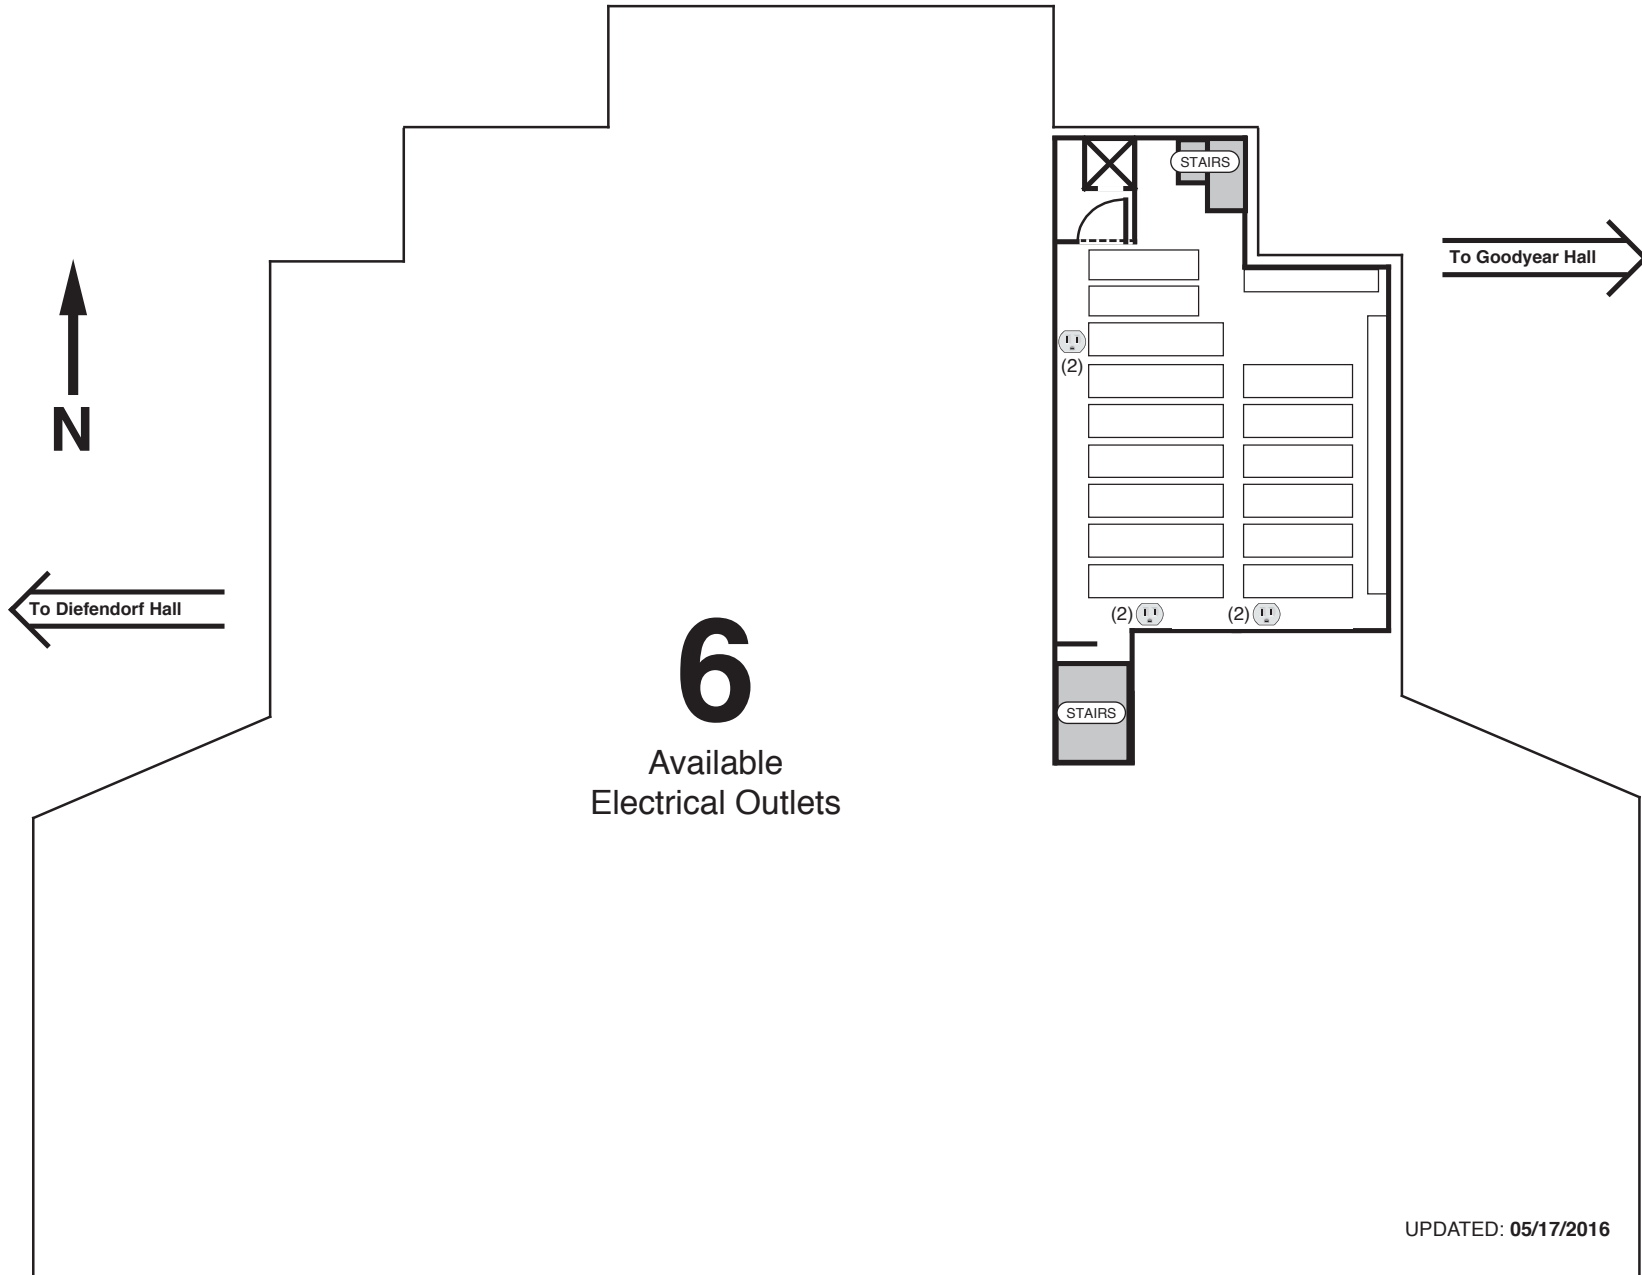 STAIRS
To Goodyear Hall
(2)
N
To Diefendorf Hall
(2)
(2)
6
Available
Electrical Outlets
STAIRS
UPDATED: 05/17/2016